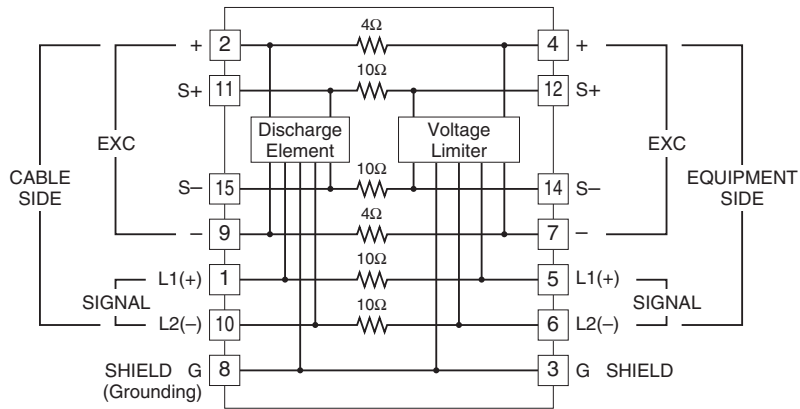 + 2 4Ω 4 +
S+ 11 10Ω 12 S+
Discharge
Element
Voltage
Limiter
EXC
EXC
CABLE
SIDE
EQUIPMENT
SIDE
S− 15 10Ω 14 S−
− 9 4Ω 7 −
L1(+) 1 10Ω 5 L1(+)
SIGNAL
SIGNAL
L2(−) 10 10Ω 6 L2(−)
SHIELD G 8 3 G SHIELD
(Grounding)